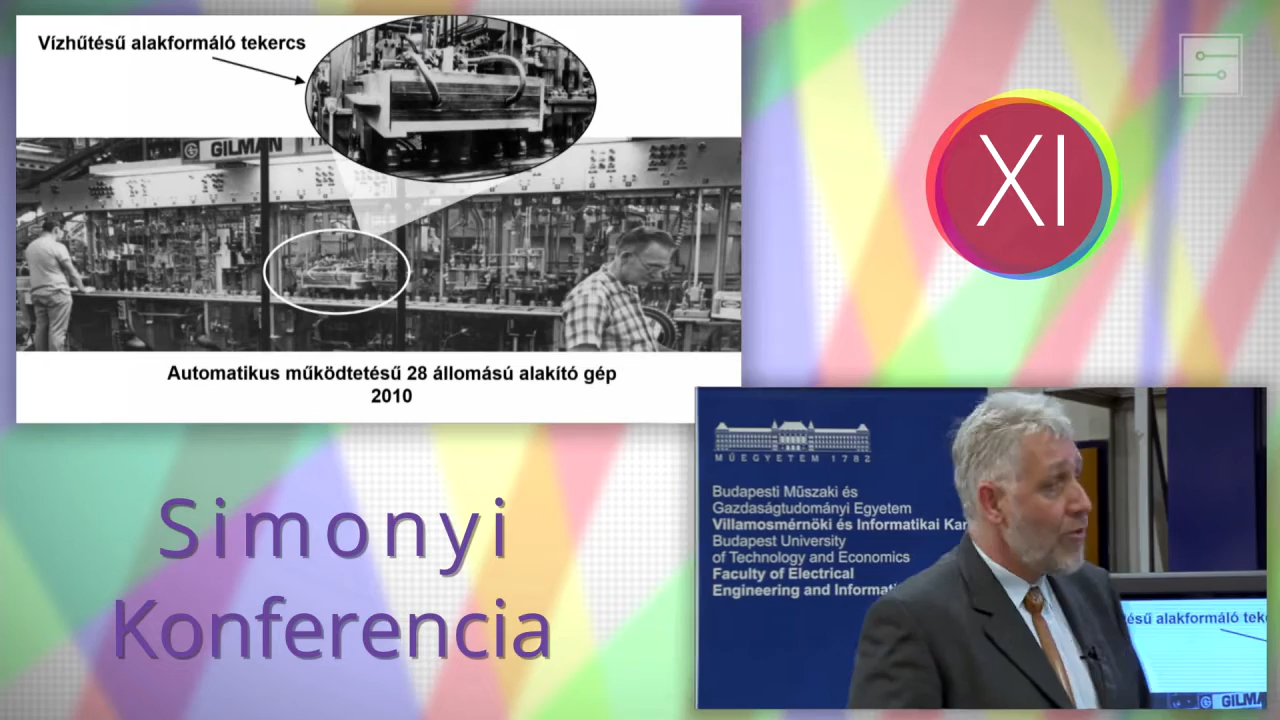 Vízhűtésű alakformáló tekercs
GILMAN
Automatikus működtetésű 28 állomású alakító gép
2010
XI
Simonyi
Konferencia
MŰEGYETEM 1782
Budapesti Műszaki és
Gazdaságtudományi Egyetem
Villamosmérnöki és Informatikai Kar
Budapest University
of Technology and Economics
Faculty of Electrical
Engineering and Informati
ésű alakformáló teke
GILM